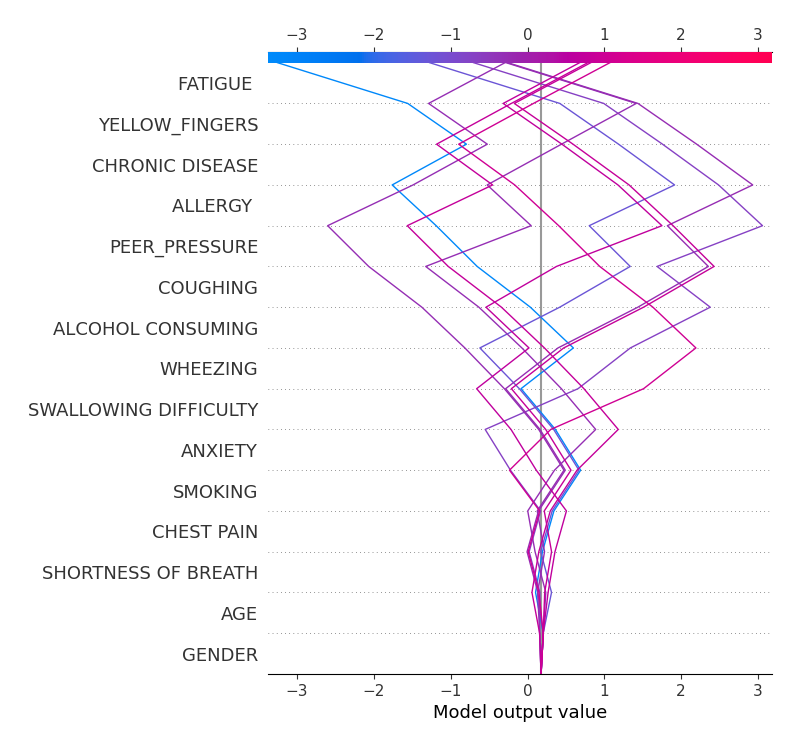 −3 −2 −1 0 1 2 3
FATIGUE
YELLOW_FINGERS
CHRONIC DISEASE
ALLERGY
PEER_PRESSURE
COUGHING
ALCOHOL CONSUMING
WHEEZING
SWALLOWING DIFFICULTY
ANXIETY
SMOKING
CHEST PAIN
SHORTNESS OF BREATH
AGE
GENDER
−3 −2 −1 0 1 2 3
Model output value